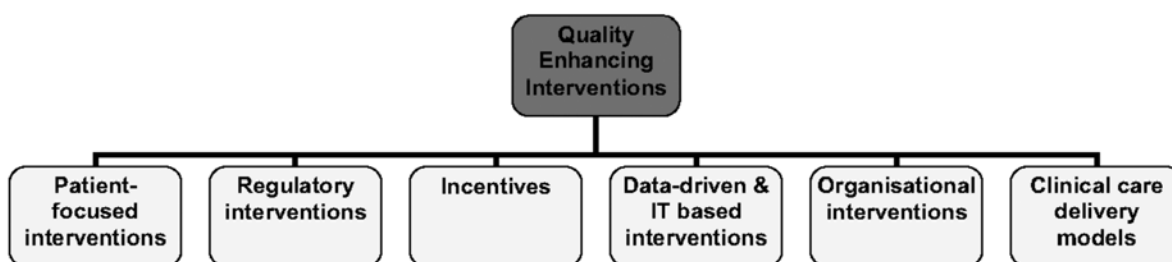 Quality
Enhancing
Interventions
Patient-
focused
interventions
Regulatory
interventions
Incentives
Data-driven &
IT based
interventions
Organisational
interventions
Clinical care
delivery
models